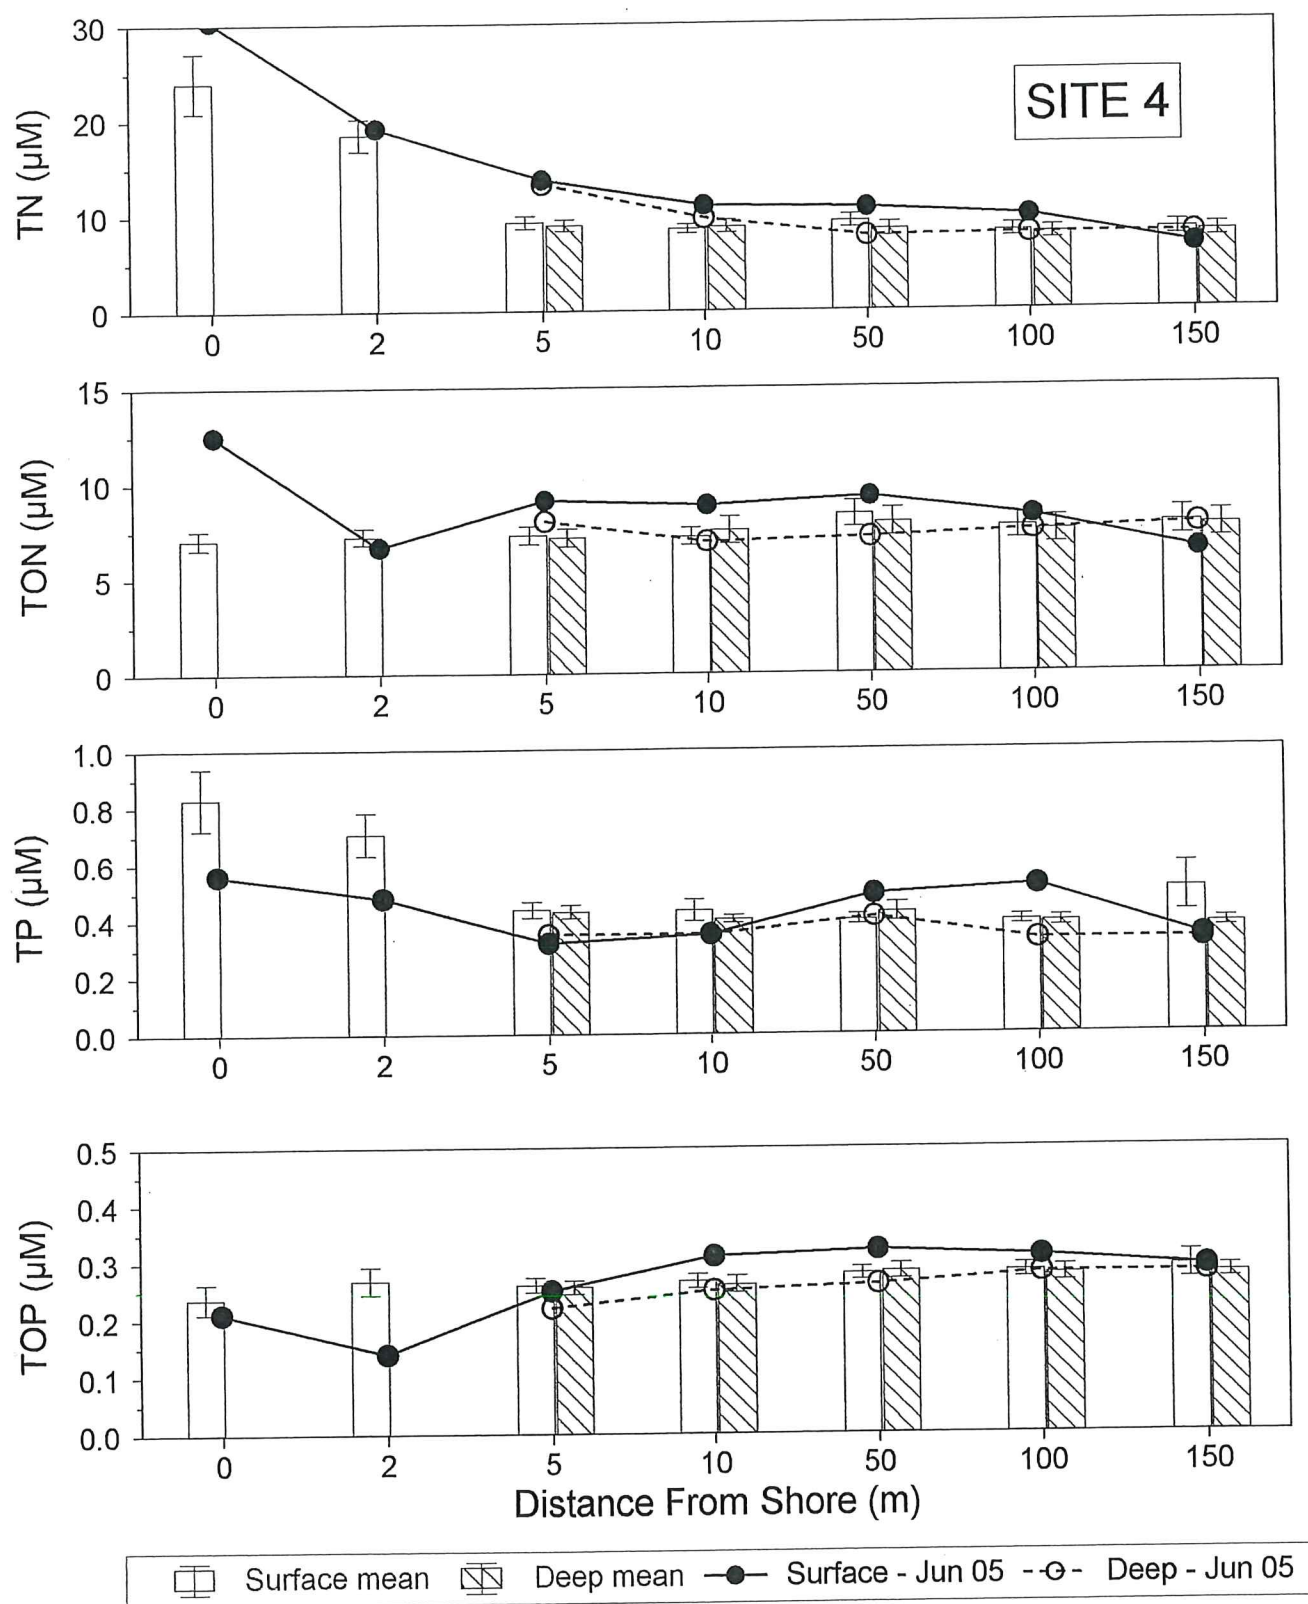 SITE 4
TN (µM)
30
20
10
0
0 2 5 10 50 100 150
TON (µM)
15
10
5
0
0 2 5 10 50 100 150
TP (µM)
1.0
0.8
0.6
0.4
0.2
0.0
0 2 5 10 50 100 150
TOP (µM)
0.5
0.4
0.3
0.2
0.1
0.0
0 2 5 10 50 100 150
Distance From Shore (m)
Surface mean Deep mean Surface - Jun 05 Deep - Jun 05